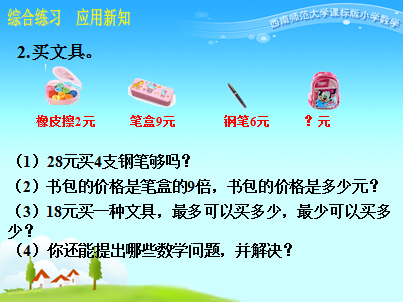 综合练习 应用新知
西南师范大学课标版小学数学
2.买文具。
橡皮擦2元 笔盒9元 钢笔6元 ？元
（1）28元买4支钢笔够吗？
（2）书包的价格是笔盒的9倍，书包的价格是多少元？
（3）18元买一种文具，最多可以买多少，最少可以买多
少？
（4）你还能提出哪些数学问题，并解决？